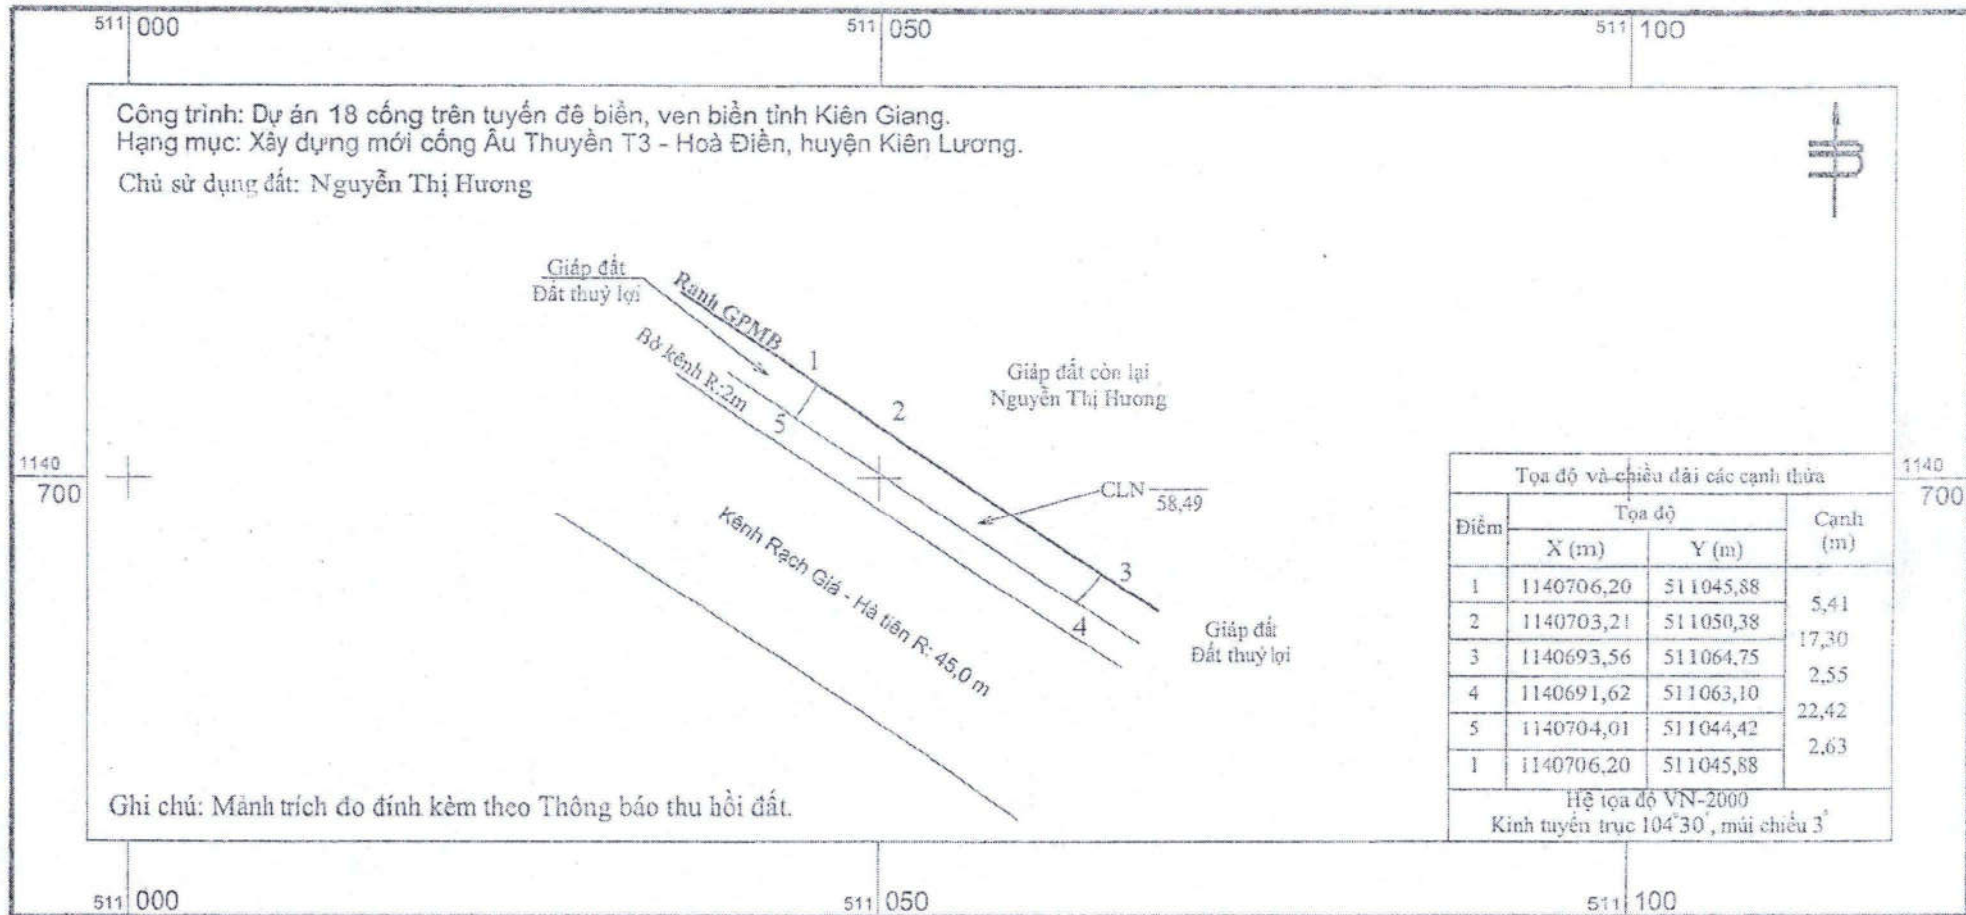 511 000
511 050
511 100
Công trình: Dự án 18 cống trên tuyến đê biển, ven biển tỉnh Kiên Giang.
Hạng mục: Xây dựng mới cống Âu Thuyền T3 - Hoà Điền, huyện Kiên Lương.
Chủ sử dụng đất: Nguyễn Thị Hương
Giáp đất
Đất thuỷ lợi
Ranh GPMB
Bờ kênh R:2m
1
2
5
Giáp đất còn lại
Nguyễn Thị Hương
1140
700
CLN
58,49
Kênh Rạch Giá - Hà tiên R: 45,0 m
3
4
Giáp đất
Đất thuỷ lợi
1140
700
Tọa độ và chiều dài các cạnh thửa
Điểm Tọa độ Cạnh (m)
X (m) Y (m)
1 1140706,20 511045,88
5,41
2 1140703,21 511050,38
17,30
3 1140693,56 511064,75
2,55
4 1140691,62 511063,10
22,42
5 1140704,01 511044,42
2,63
1 1140706,20 511045,88
Hệ tọa độ VN-2000
Kinh tuyến trục 104°30', múi chiếu 3°
Ghi chú: Mảnh trích đo đính kèm theo Thông báo thu hồi đất.
511 000
511 050
511 100